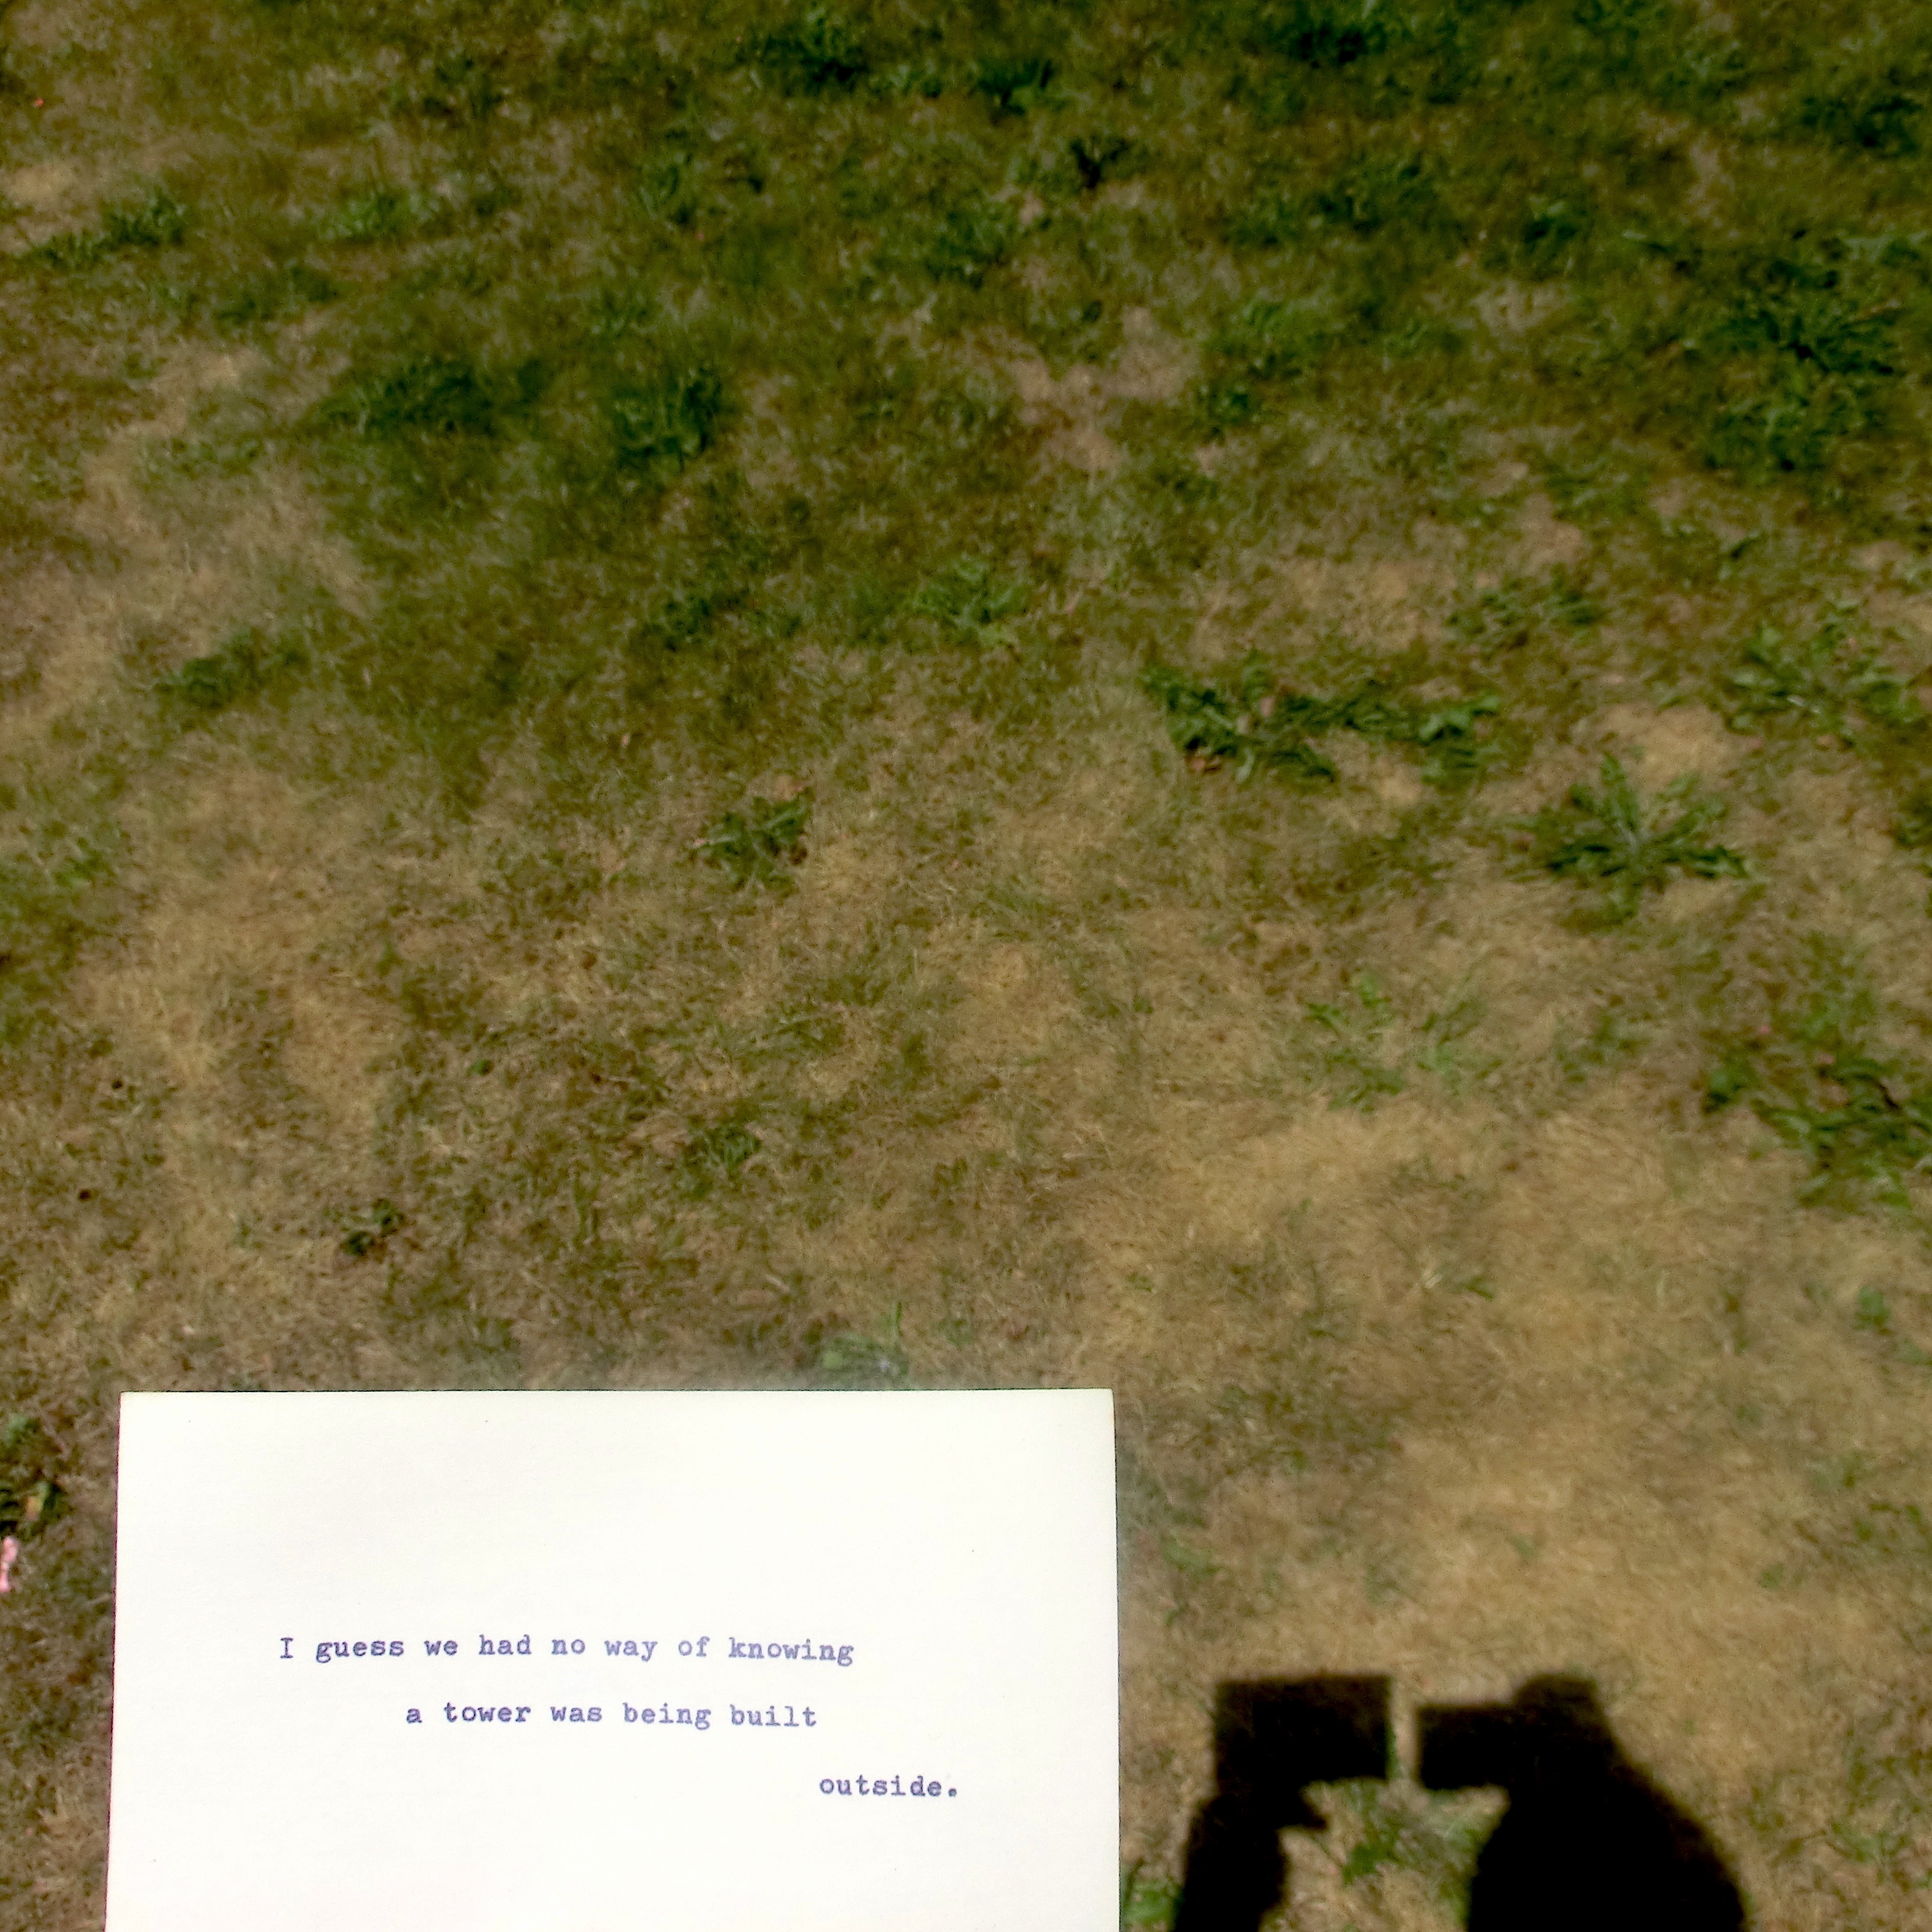 I guess we had no way of knowing
a tower was being built
outside.